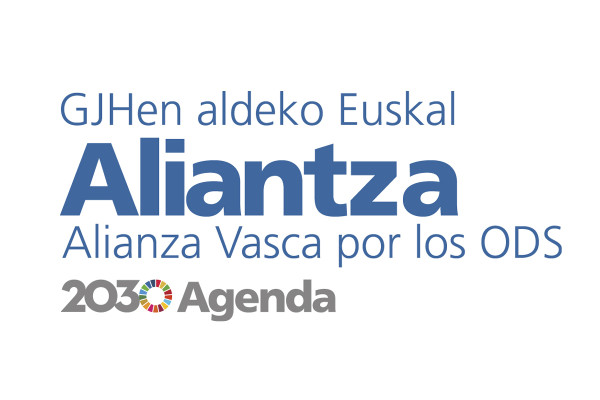 GJHen aldeko Euskal
Aliantza
Alianza Vasca por los ODS
2030 Agenda